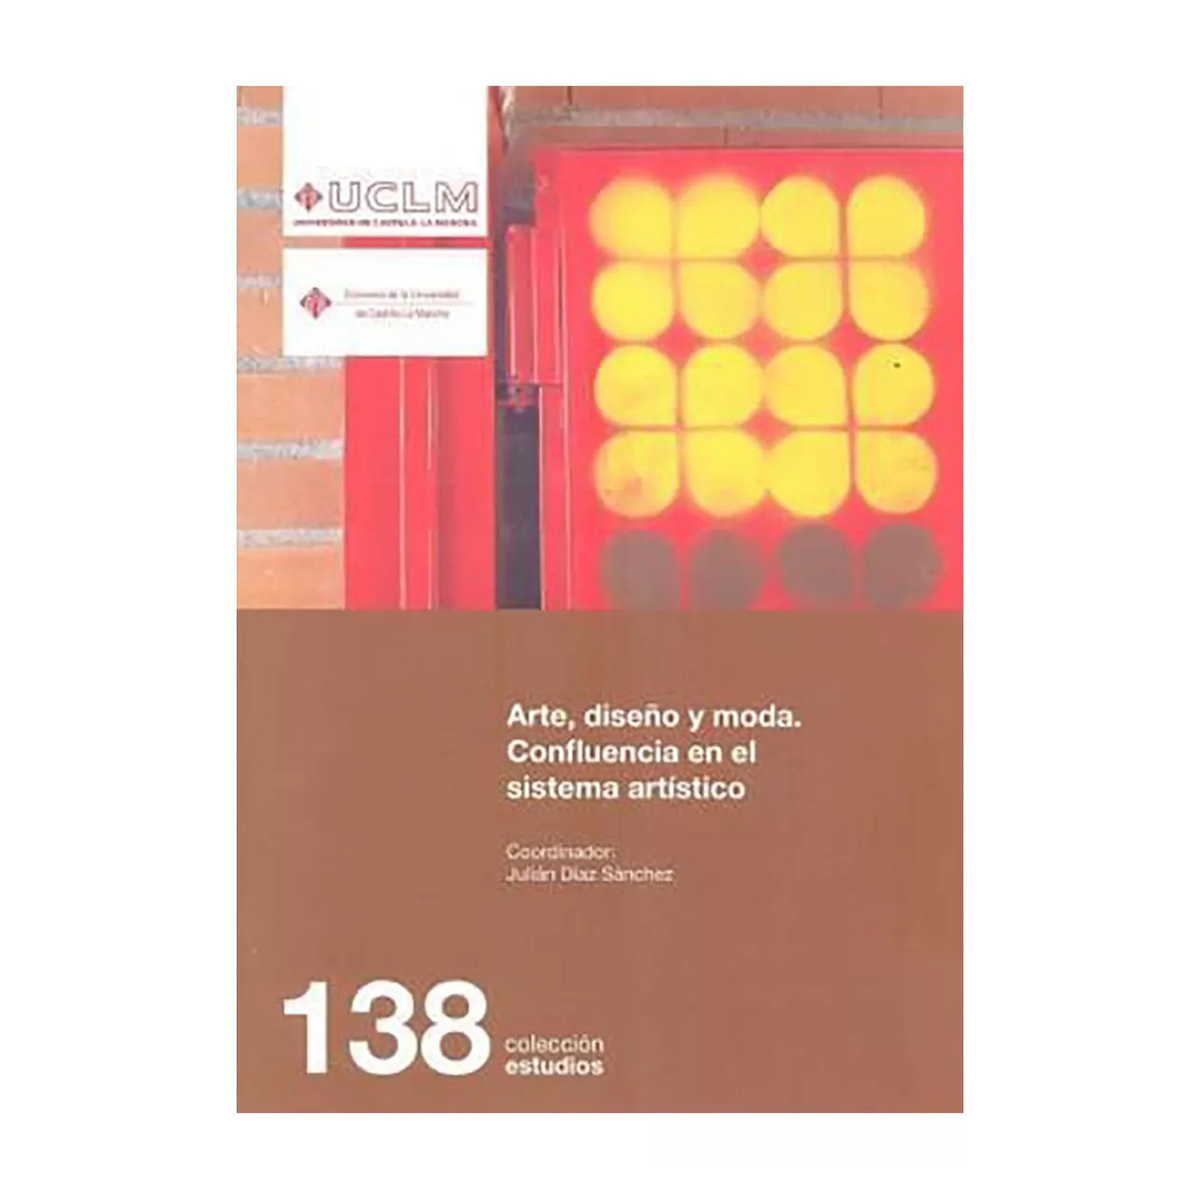 UCLM
UNIVERSIDAD DE CASTILLA-LA MANCHA
Ediciones de la Universidad
de Castilla-La Mancha
Arte, diseño y moda.
Confluencia en el
sistema artístico
Coordinador:
Julián Díaz Sánchez
138
colección
estudios